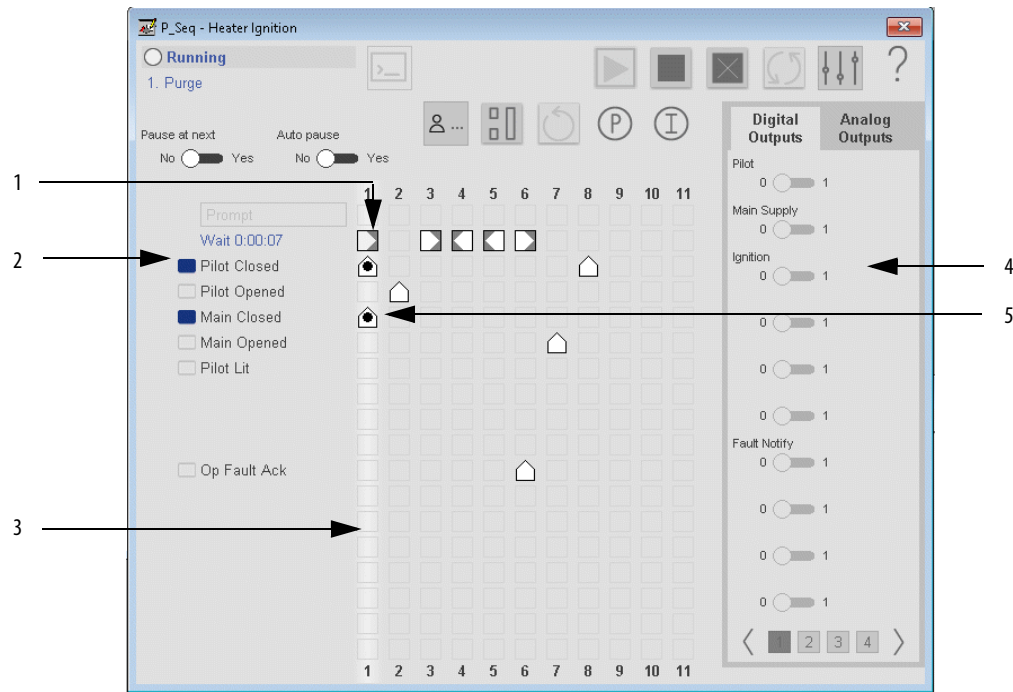 P_Seq - Heater Ignition
Running
1. Purge
>_
?
Pause at next
Auto pause
No Yes
No Yes
...
P
I
Digital Outputs
Analog Outputs
1 2 3 4 5 6 7 8 9 10 11
Prompt
Wait 0:00:07
Pilot Closed
Pilot Opened
Main Closed
Main Opened
Pilot Lit
Op Fault Ack
1 2 3 4 5 6 7 8 9 10 11
Pilot
0 1
Main Supply
0 1
Ignition
0 1
0 1
0 1
0 1
Fault Notify
0 1
0 1
0 1
0 1
1 2 3 4
1
2
3
4
5